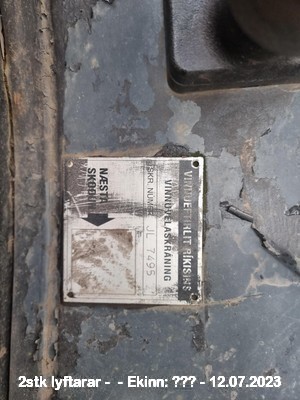 VINNUEFTIRLIT RÍKISINS
VINNUVÉLASKRÁNING
SKR. NÚMER JL 7495
NÆSTA
SKOÐUN
2stk lyftarar - - Ekinn: ??? - 12.07.2023